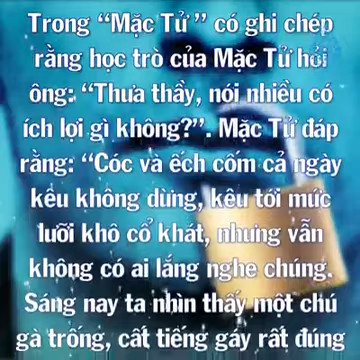 Trong “Mặc Tử” có ghi chép
rằng học trò của Mặc Tử hỏi
ông: “Thưa thầy, nói nhiều có
ích lợi gì không?”. Mặc Tử đáp
rằng: “Cóc và ếch cốm cả ngày
kêu không dừng, kêu tới mức
lưỡi khô cổ khát, nhưng vẫn
không có ai lắng nghe chúng.
Sáng nay ta nhìn thấy một chú
gà trống, cất tiếng gáy rất đúng